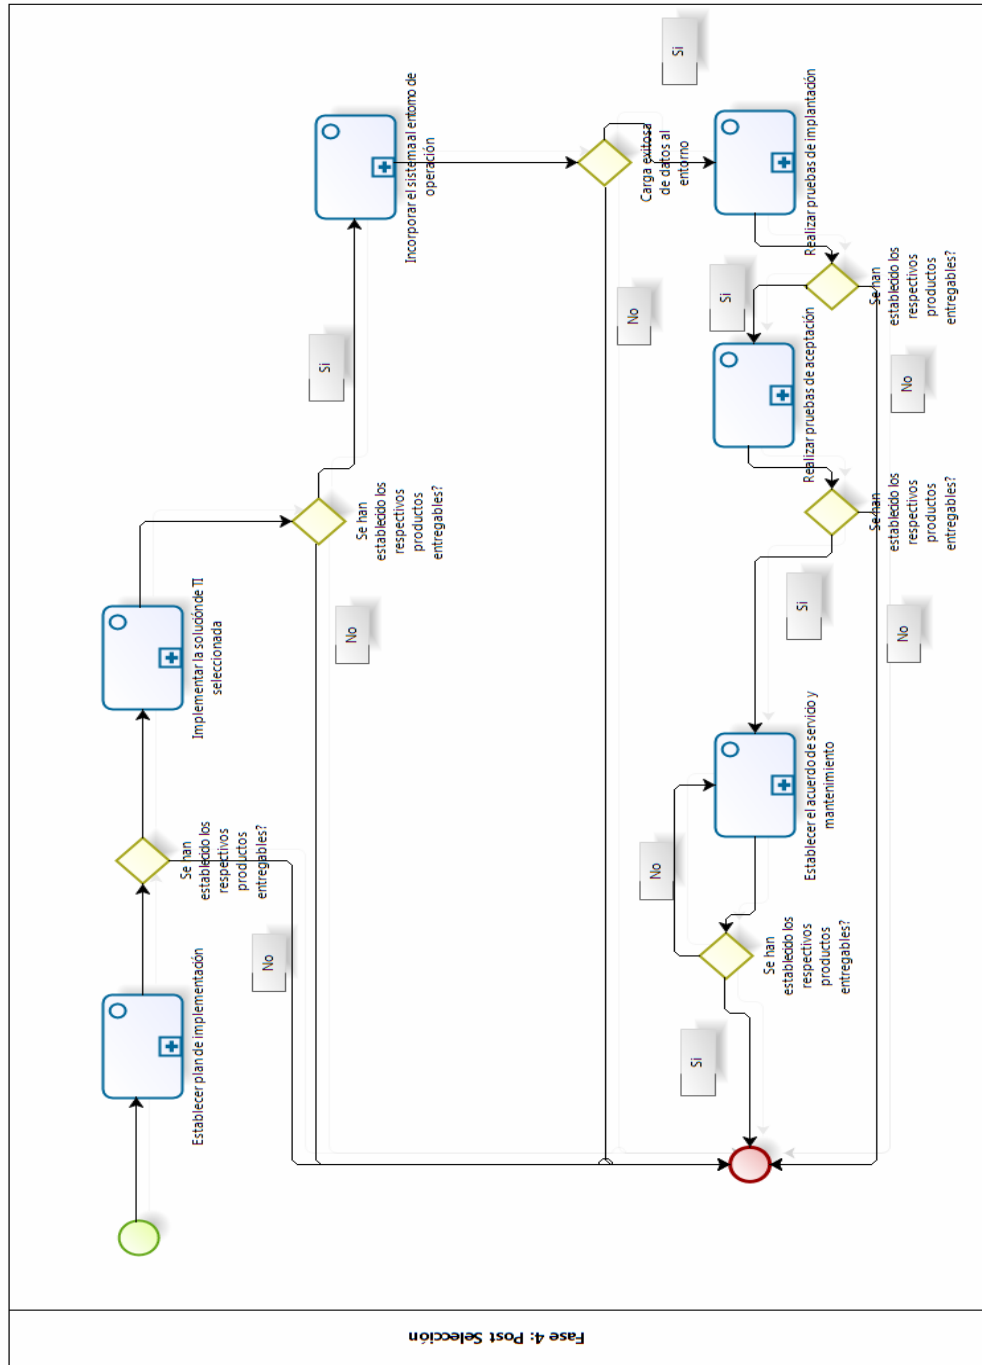 Fase 4: Post Selección
Establecer plan de implementación
Se han
establecido los
respectivos
productos
entregables?
No
Implementar la solución de TI
seleccionada
Se han
establecido los
respectivos
productos
entregables?
No
Si
Incorporar el sistema al entorno de
operación
Carga exitosa
de datos al
entorno
No
Si
Realizar pruebas de implantación
Se han
establecido los
respectivos
productos
entregables?
No
Si
Realizar pruebas de aceptación
Se han
establecido los
respectivos
productos
entregables?
No
Si
Establecer el acuerdo de servicio y
mantenimiento
Se han
establecido los
respectivos
productos
entregables?
No
Si